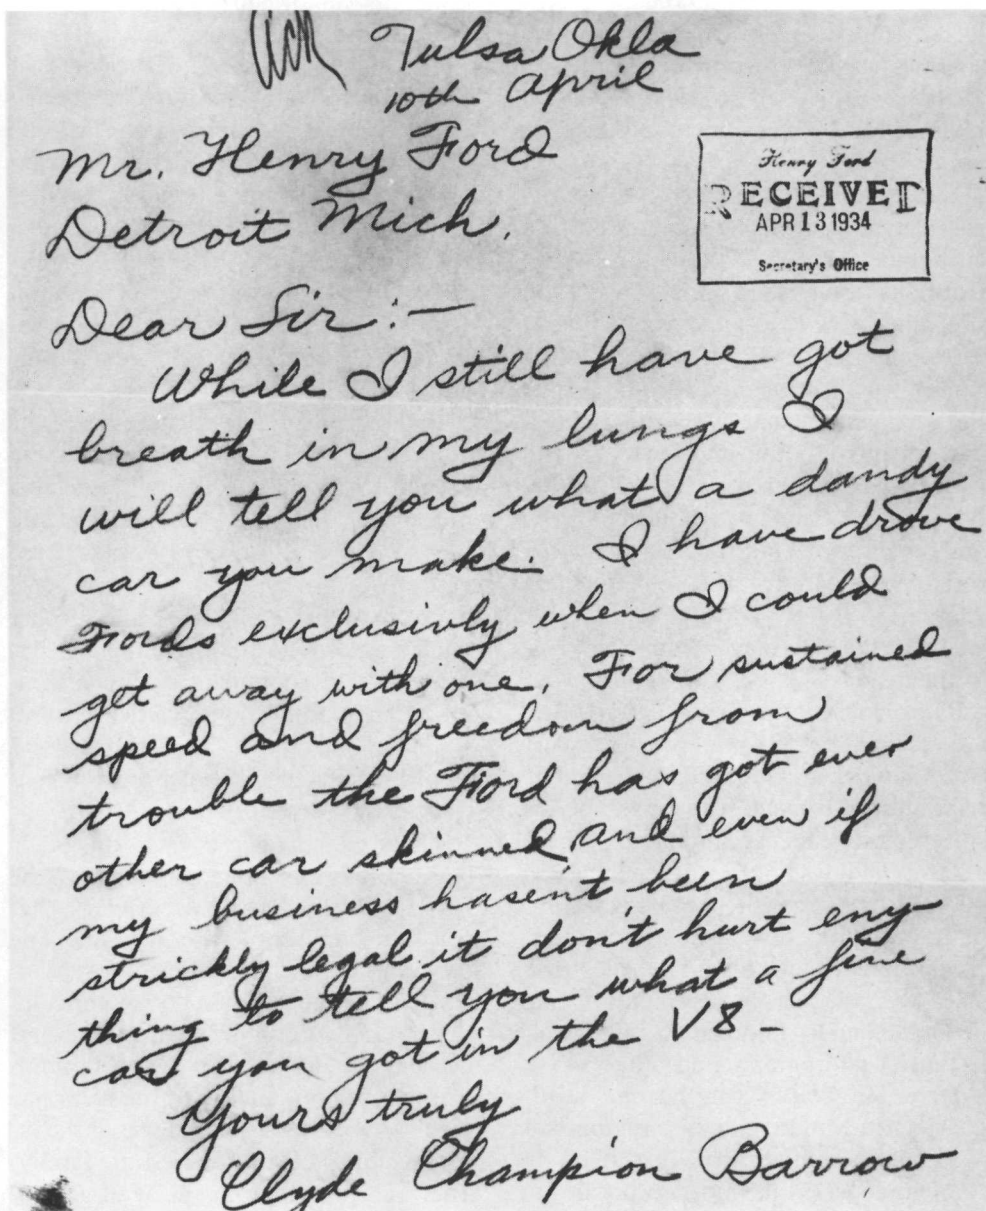 Tulsa Okla
10th April
Mr. Henry Ford
Detroit Mich.
Henry Ford
RECEIVED
APR 13 1934
Secretary's Office
Dear Sir:—
While I still have got
breath in my lungs I
will tell you what a dandy
car you make. I have drove
Fords exclusivly when I could
get away with one. For sustained
speed and freedom from
trouble the Ford has got ever
other car skinned and even if
my business hasen't been
strickly legal it don't hurt eny
thing to tell you what a fine
car you got in the V8 –
Yours truly
Clyde Champion Barrow